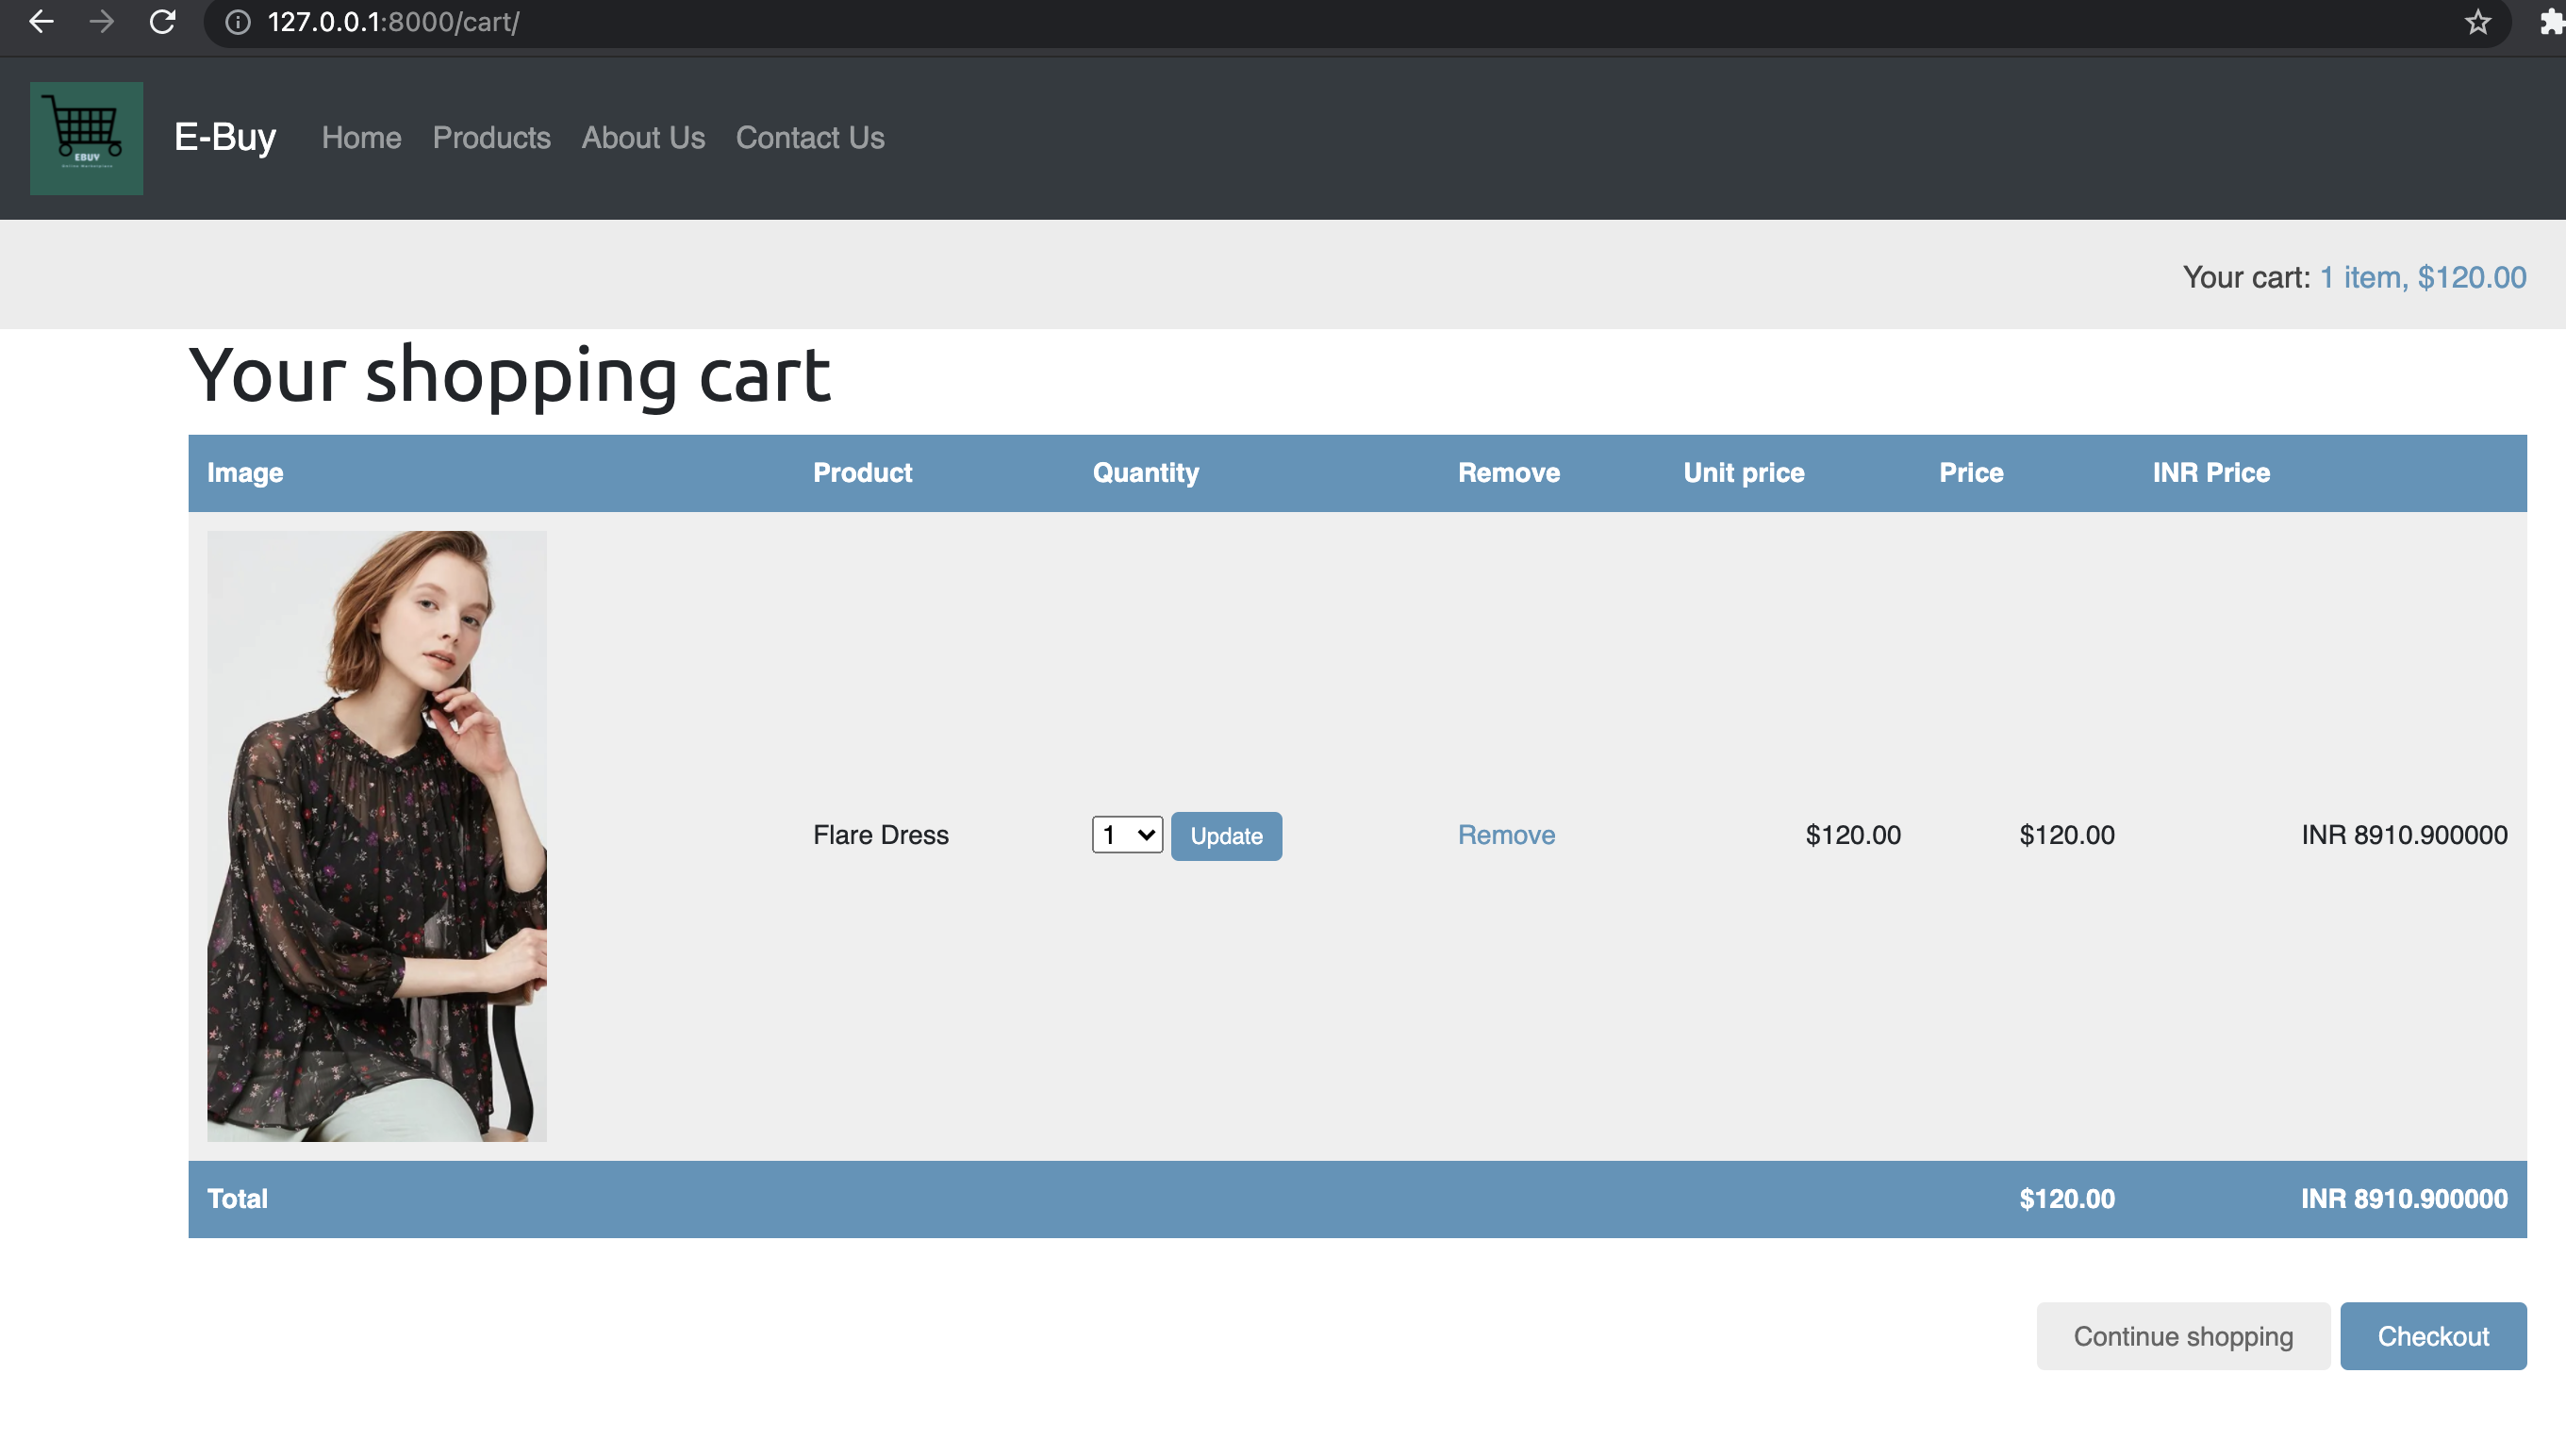 127.0.0.1:8000/cart/
EBUY
E-Buy Home Products About Us Contact Us
Your cart: 1 item, $120.00
Your shopping cart
Image Product Quantity Remove Unit price Price INR Price
Flare Dress 1 Update Remove $120.00 $120.00 INR 8910.900000
Total $120.00 INR 8910.900000
Continue shopping Checkout